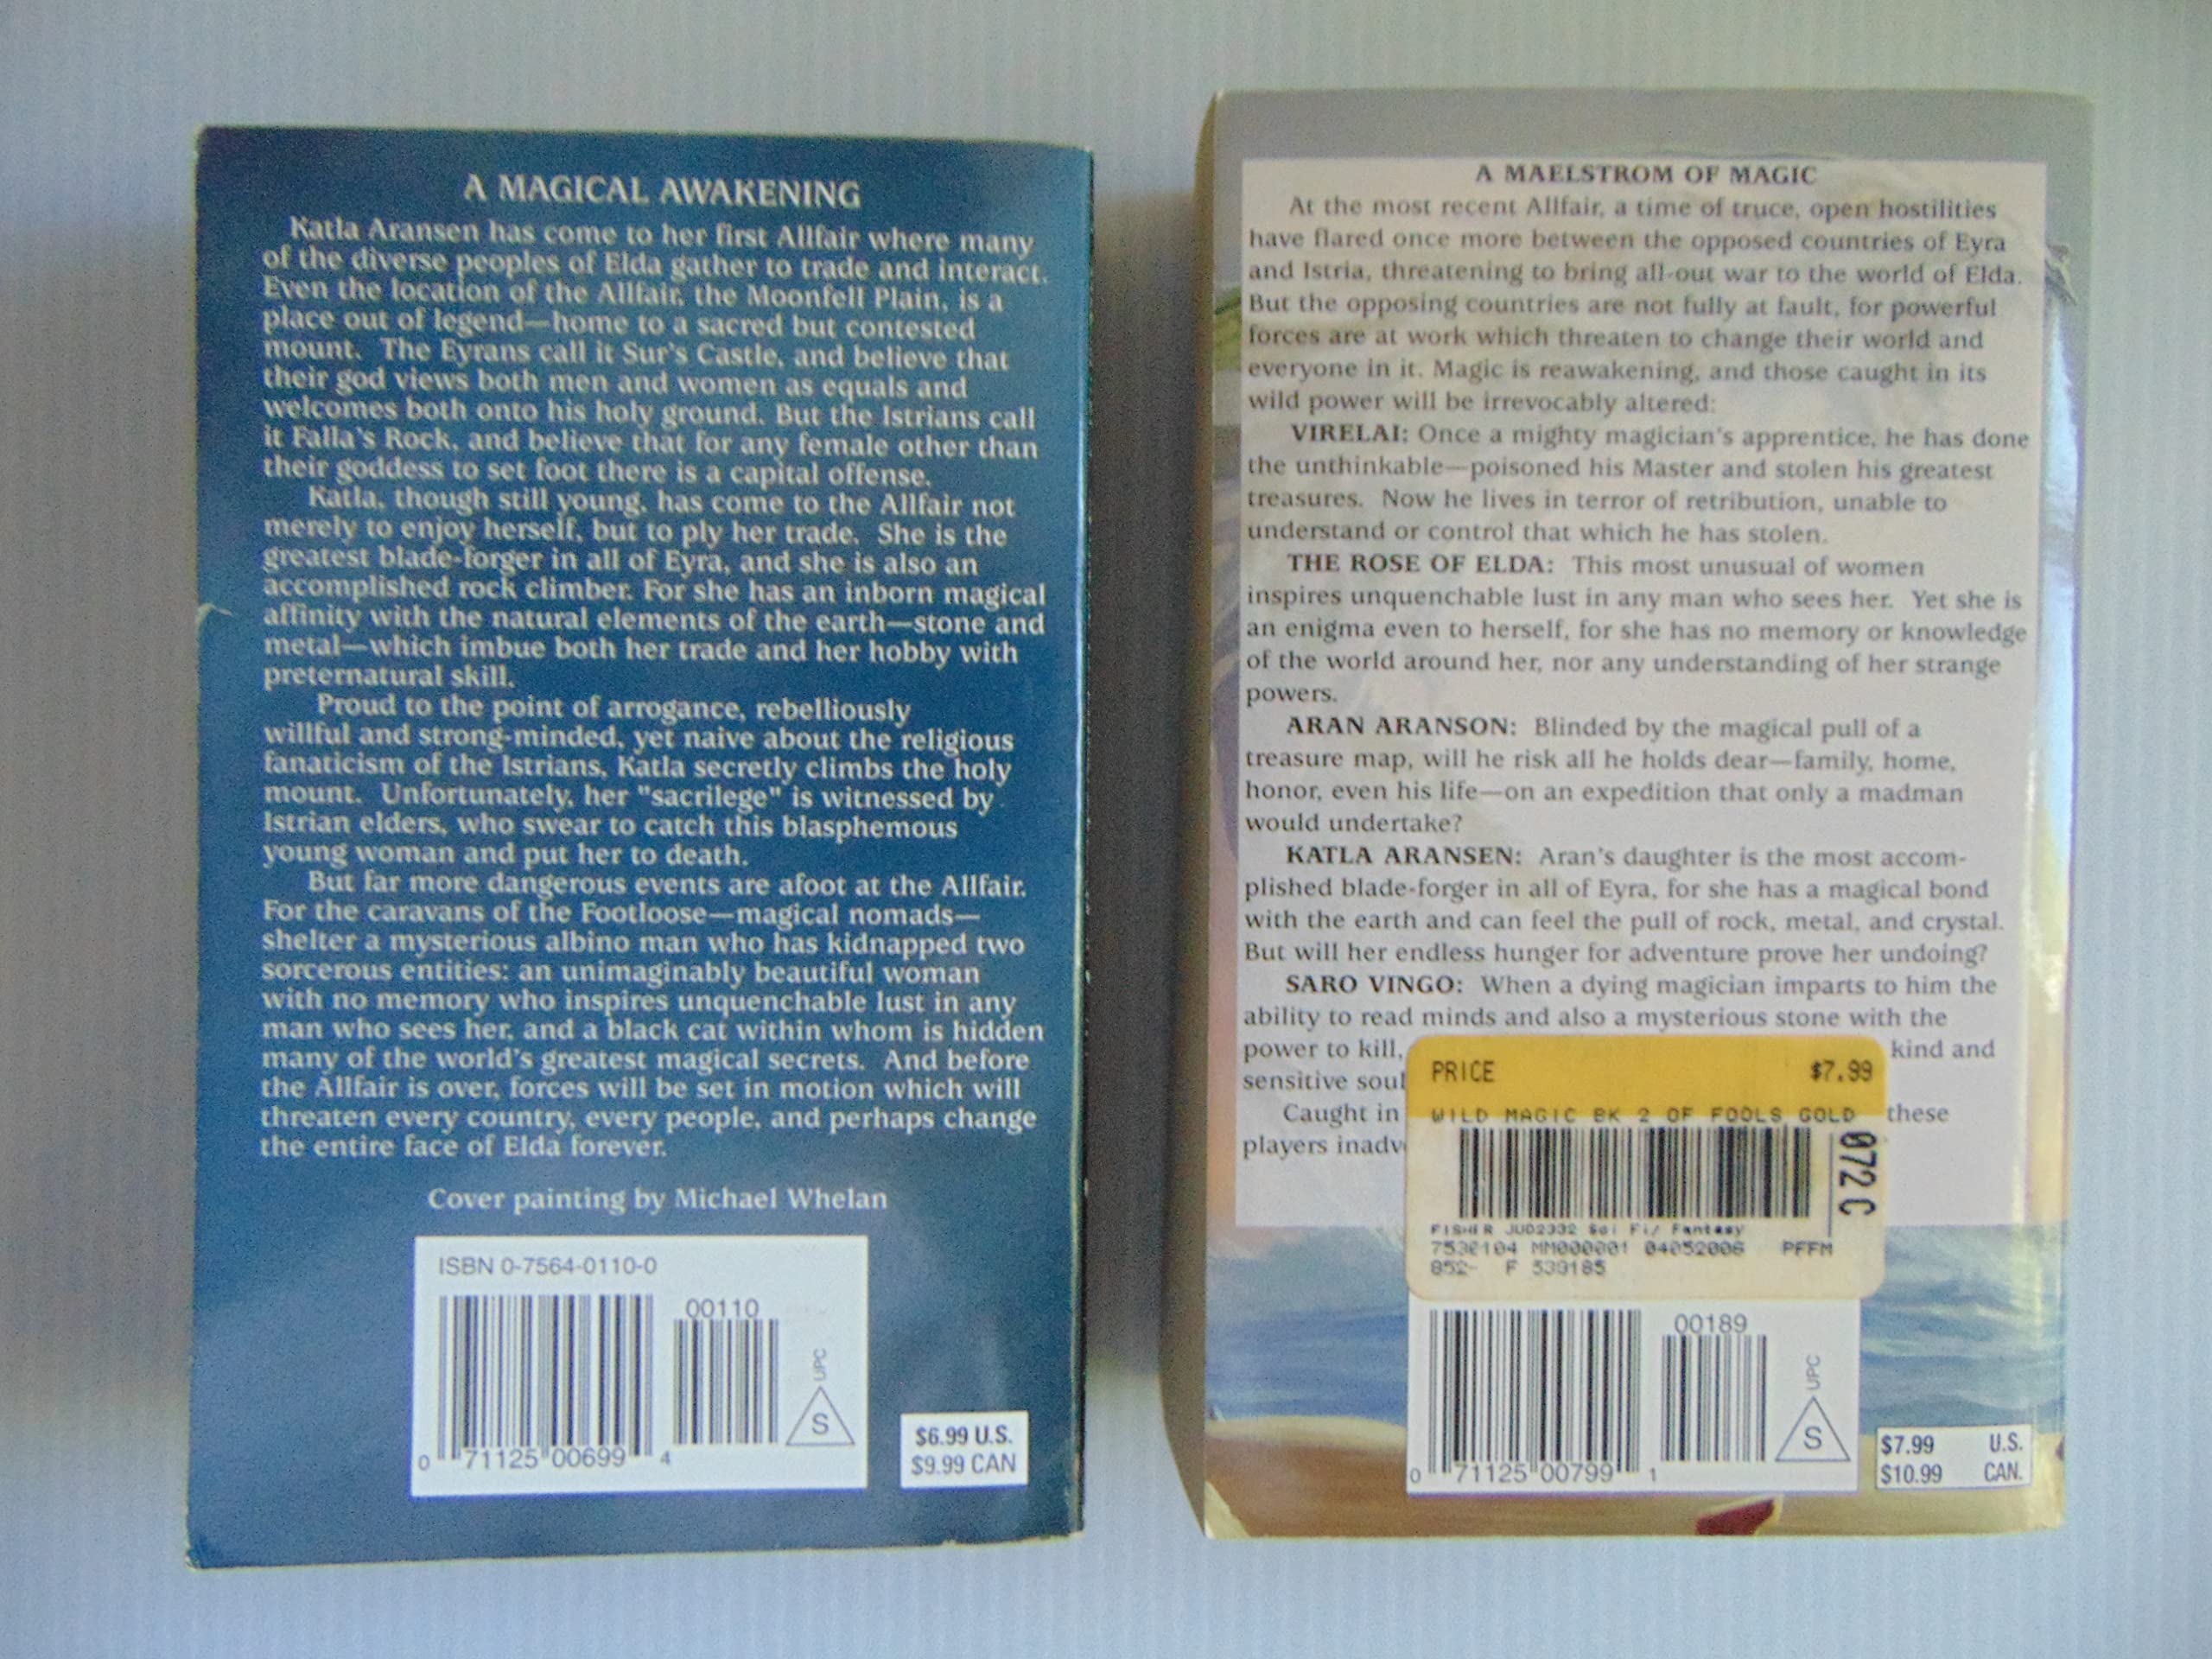 A MAGICAL AWAKENING
Katla Aransen has come to her first Allfair where many
of the diverse peoples of Elda gather to trade and interact.
Even the location of the Allfair, the Moonfell Plain, is a
place out of legend—home to a sacred but contested
mount. The Eyrans call it Sur's Castle, and believe that
their god views both men and women as equals and
welcomes both onto his holy ground. But the Istrians call
it Falla's Rock, and believe that for any female other than
their goddess to set foot there is a capital offense.
Katla, though still young, has come to the Allfair not
merely to enjoy herself, but to ply her trade. She is the
greatest blade-forger in all of Eyra, and she is also an
accomplished rock climber. For she has an inborn magical
affinity with the natural elements of the earth—stone and
metal—which imbue both her trade and her hobby with
preternatural skill.
Proud to the point of arrogance, rebelliously
willful and strong-minded, yet naive about the religious
fanaticism of the Istrians, Katla secretly climbs the holy
mount. Unfortunately, her "sacrilege" is witnessed by
Istrian elders, who swear to catch this blasphemous
young woman and put her to death.
But far more dangerous events are afoot at the Allfair.
For the caravans of the Footloose—magical nomads—
shelter a mysterious albino man who has kidnapped two
sorcerous entities: an unimaginably beautiful woman
with no memory who inspires unquenchable lust in any
man who sees her, and a black cat within whom is hidden
many of the world's greatest magical secrets. And before
the Allfair is over, forces will be set in motion which will
threaten every country, every people, and perhaps change
the entire face of Elda forever.
Cover painting by Michael Whelan
ISBN 0-7564-0110-0
00110
UPC
S
0 71125 00699 4
$6.99 U.S.
$9.99 CAN
A MAELSTROM OF MAGIC
At the most recent Allfair, a time of truce, open hostilities
have flared once more between the opposed countries of Eyra
and Istria, threatening to bring all-out war to the world of Elda.
But the opposing countries are not fully at fault, for powerful
forces are at work which threaten to change their world and
everyone in it. Magic is reawakening, and those caught in its
wild power will be irrevocably altered:
VIRELAI: Once a mighty magician's apprentice, he has done
the unthinkable—poisoned his Master and stolen his greatest
treasures. Now he lives in terror of retribution, unable to
understand or control that which he has stolen.
THE ROSE OF ELDA: This most unusual of women
inspires unquenchable lust in any man who sees her. Yet she is
an enigma even to herself, for she has no memory or knowledge
of the world around her, nor any understanding of her strange
powers.
ARAN ARANSON: Blinded by the magical pull of a
treasure map, will he risk all he holds dear—family, home,
honor, even his life—on an expedition that only a madman
would undertake?
KATLA ARANSEN: Aran's daughter is the most accom-
plished blade-forger in all of Eyra, for she has a magical bond
with the earth and can feel the pull of rock, metal, and crystal.
But will her endless hunger for adventure prove her undoing?
SARO VINGO: When a dying magician imparts to him the
ability to read minds and also a mysterious stone with the
power to kill, kind and
sensitive soul
Caught in these
players
PRICE $7.99
WILD MAGIC BK 2 OF FOOLS GOLD
072C
FISHER JUD2332 Sci Fi/ Fantasy
7530104 MM000001 04052006 PFFM
852- F 539185
00189
UPC
S
0 71125 00799 1
$7.99 U.S.
$10.99 CAN.